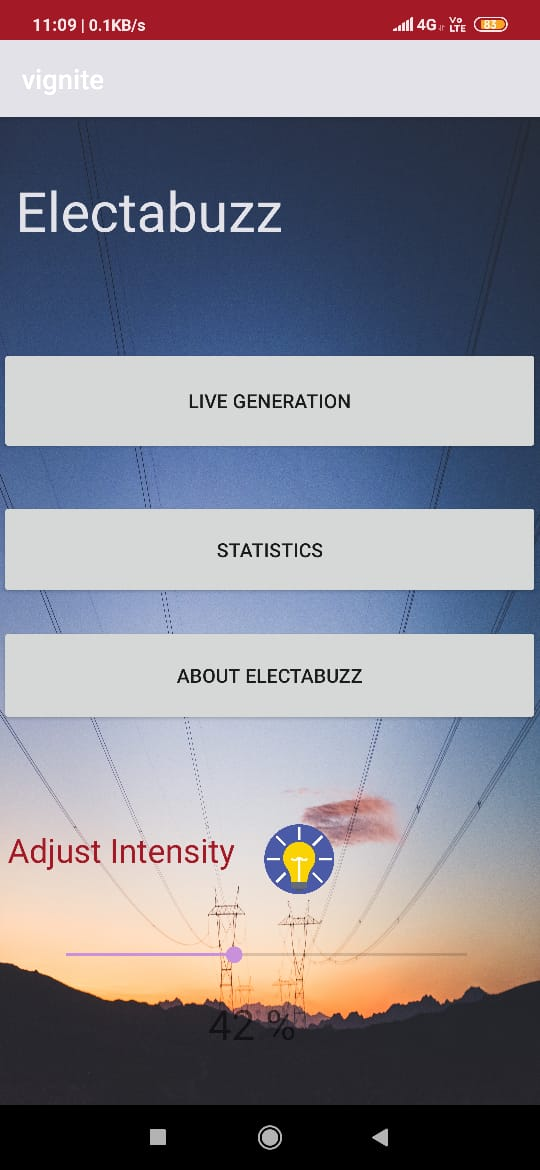 11:09 | 0.1KB/s
4G Vo LTE 83
vignite
Electabuzz
LIVE GENERATION
STATISTICS
ABOUT ELECTABUZZ
Adjust Intensity
42 %